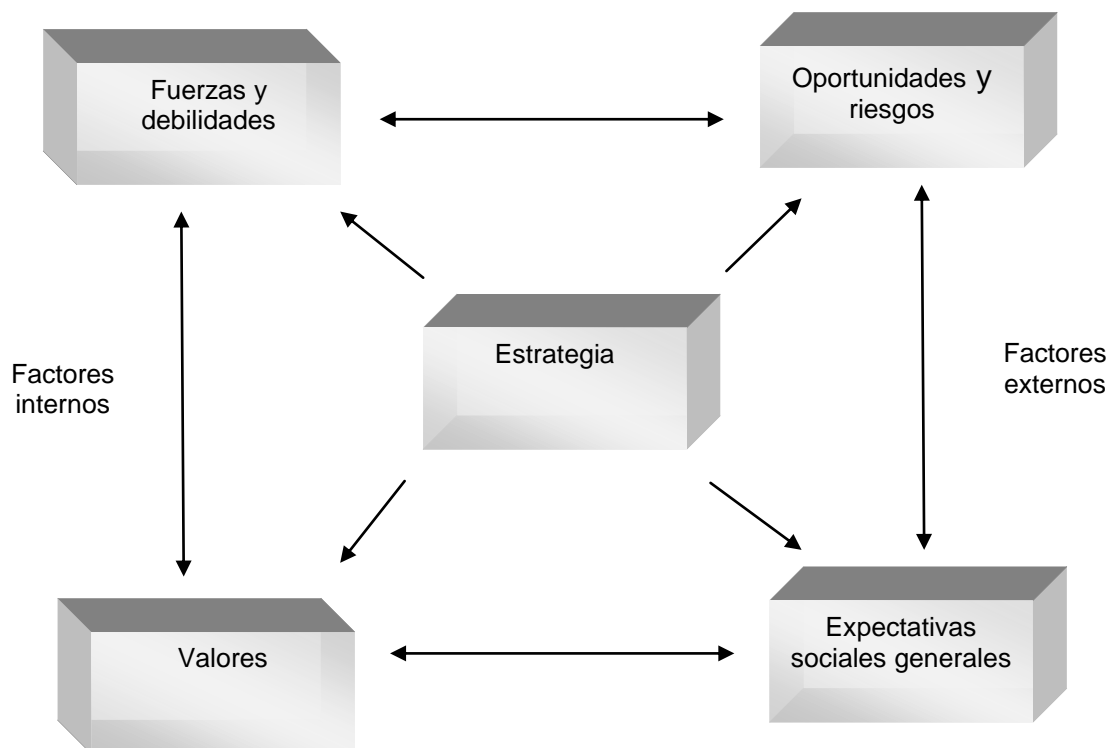 Fuerzas y
debilidades
Oportunidades y
riesgos
Estrategia
Factores
internos
Factores
externos
Valores
Expectativas
sociales generales